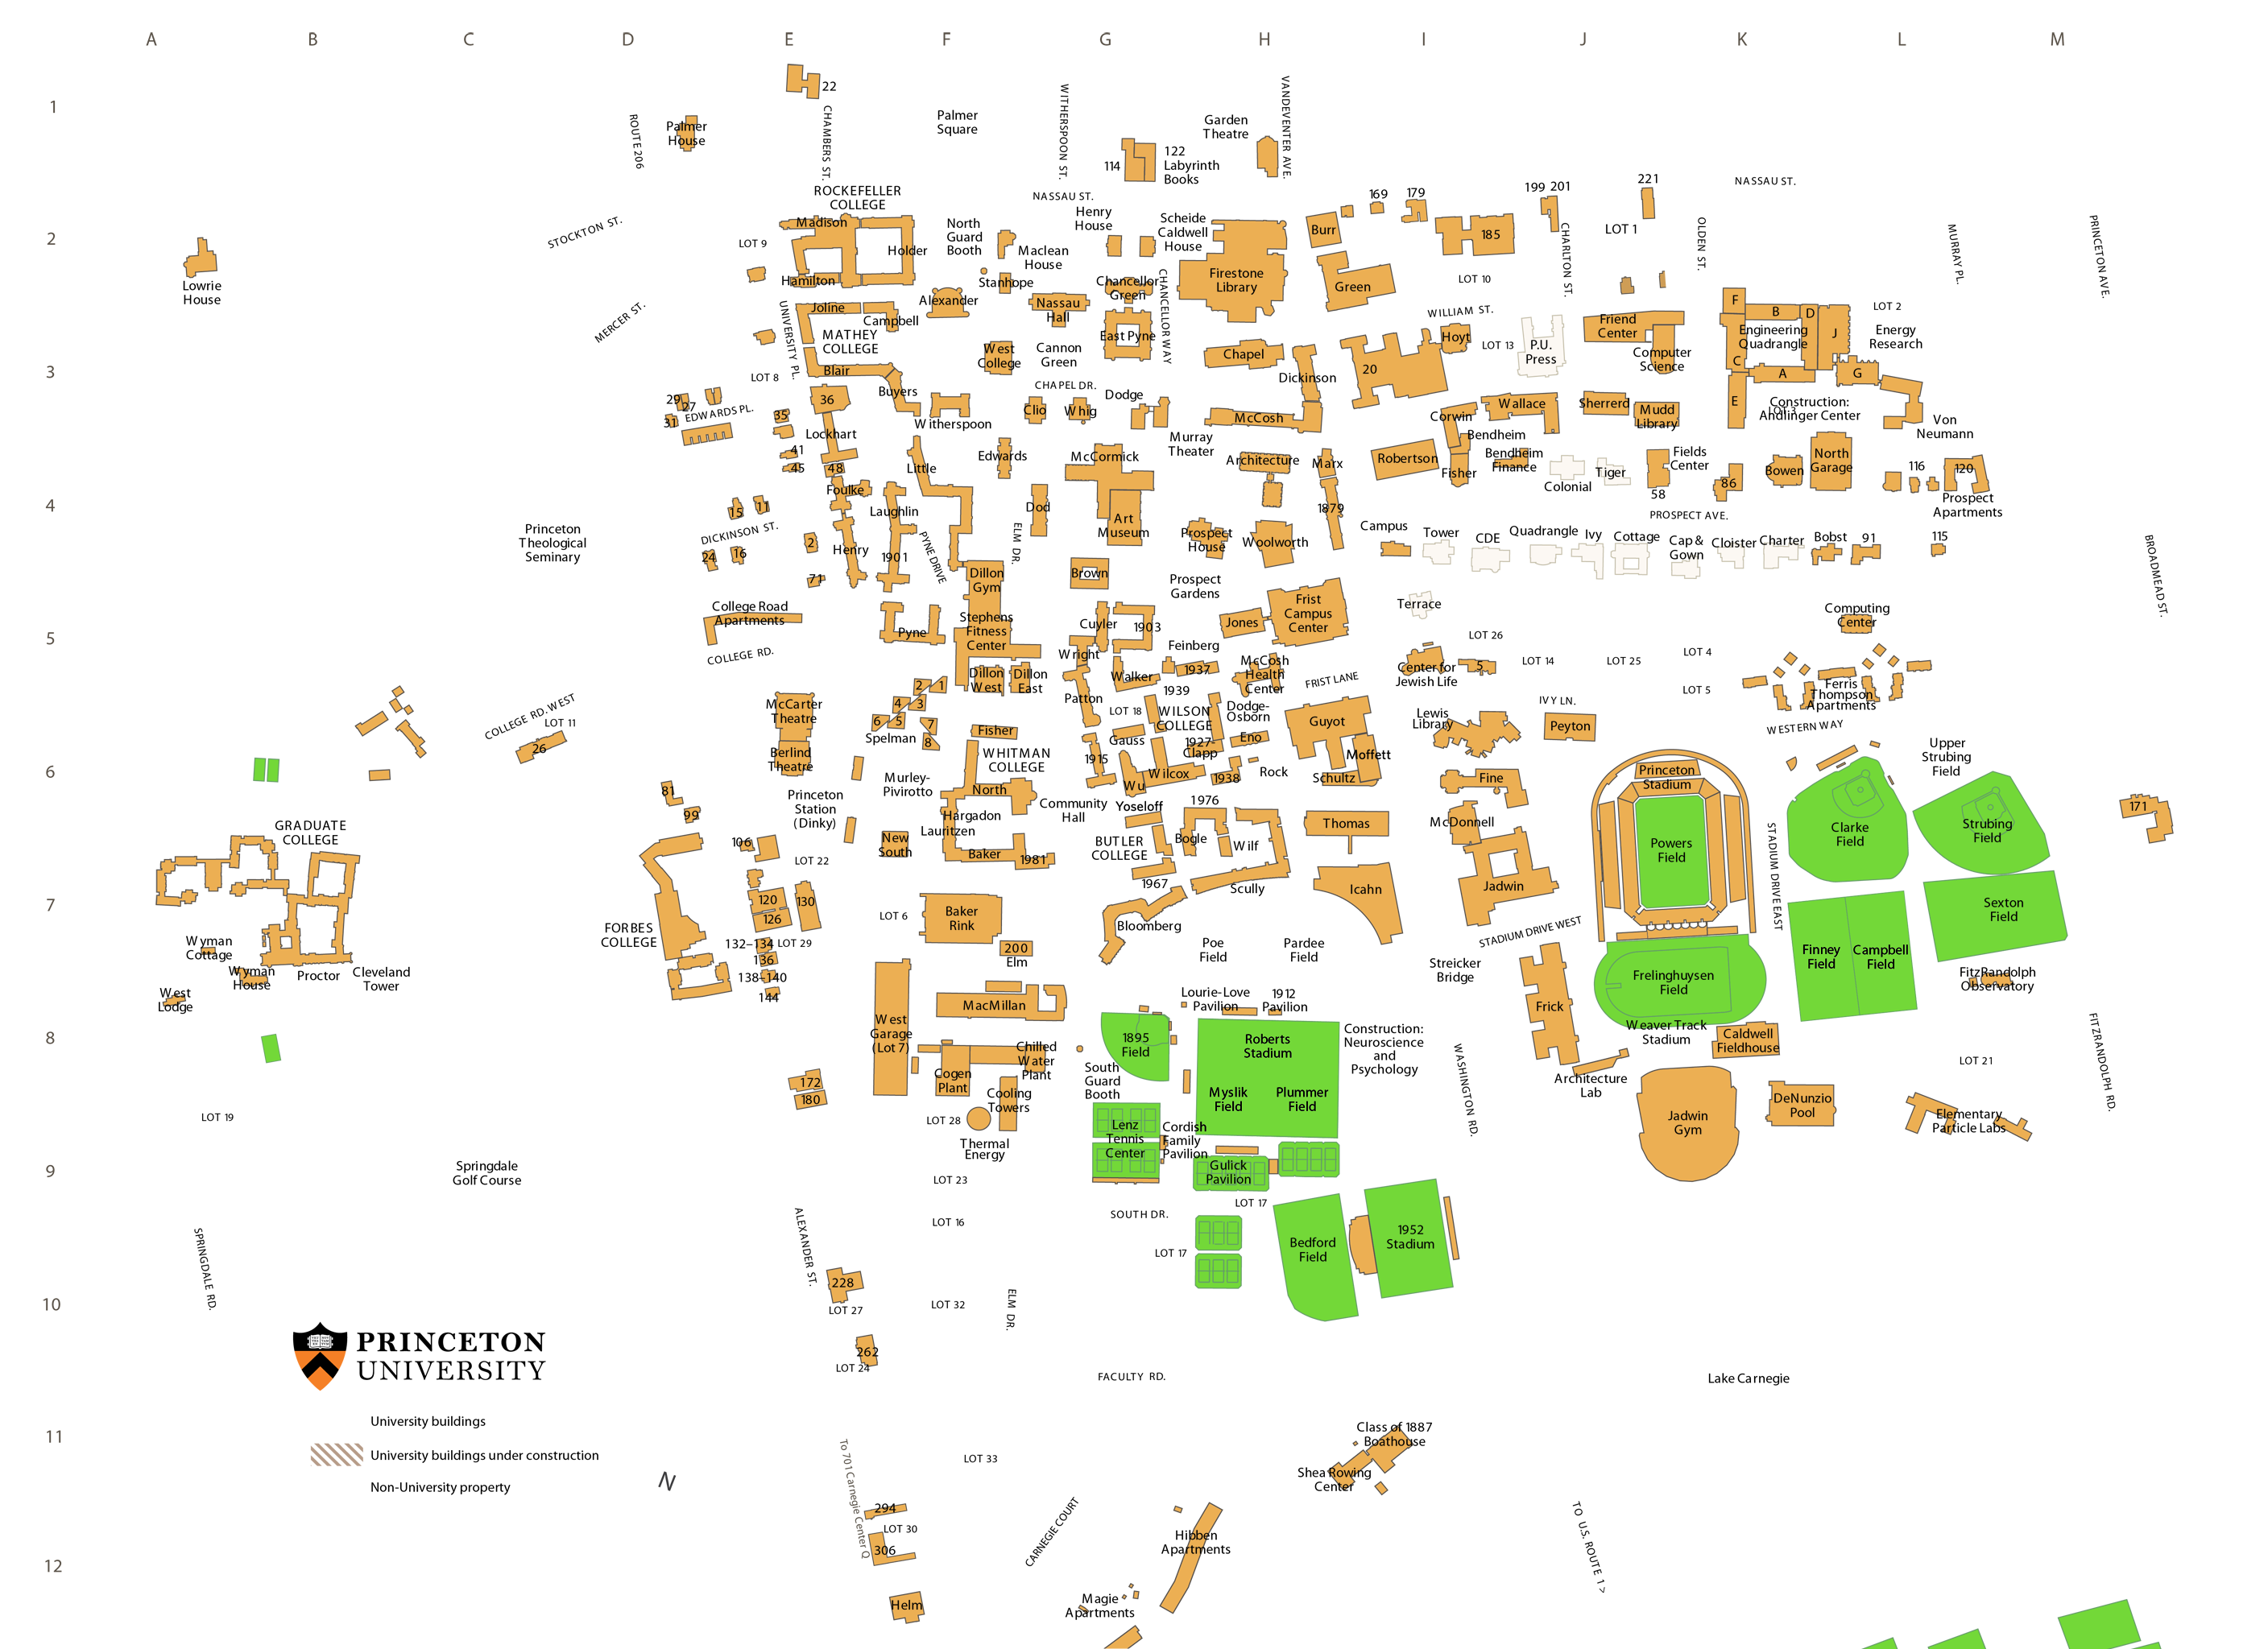 A B C D E F G H I J K L M
1
2
3
4
5
6
7
8
9
10
11
12
22
Palmer
House
ROUTE 206
CHAMBERS ST.
Palmer
Square
WITHERSPOON ST.
Garden
Theatre
VANDEVENTER AVE.
114
122
Labyrinth
Books
NASSAU ST.
169
179
199 201
221
NASSAU ST.
ROCKEFELLER
COLLEGE
Madison
Holder
Hamilton
STOCKTON ST.
LOT 9
North
Guard
Booth
Maclean
House
Stanhope
Henry
House
Scheide
Caldwell
House
Burr
185
CHARLTON ST.
LOT 1
OLDEN ST.
MURRAY PL.
PRINCETON AVE.
Lowrie
House
MERCER ST.
UNIVERSITY PL.
Joline
Campbell
MATHEY
COLLEGE
Blair
Buyers
Alexander
Nassau
Hall
Chancellor
Green
CHANCELLOR WAY
East Pyne
Firestone
Library
Green
LOT 10
WILLIAM ST.
Hoyt
LOT 13
P.U.
Press
Friend
Center
Computer
Science
F
B
D
J
Engineering
Quadrangle
C
A
G
E
LOT 2
Energy
Research
West
College
Cannon
Green
Chapel
Dickinson
20
LOT 8
CHAPEL DR.
Dodge
29
27
31
EDWARDS PL.
35
36
Lockhart
41
45
48
Witherspoon
Clio
Whig
McCosh
Murray
Theater
Corwin
Wallace
Sherrerd
Mudd
Library
Construction:
Andlinger Center
Von
Neumann
Little
Edwards
McCormick
Architecture
Marx
Robertson
Bendheim
Fisher
Bendheim
Finance
Colonial
Tiger
Fields
Center
58
86
Bowen
North
Garage
116
120
Prospect
Apartments
Foulke
Laughlin
Dod
Art
Museum
1879
PROSPECT AVE.
15
11
DICKINSON ST.
24
16
2
Henry
1901
PYNE DRIVE
ELM DR.
Prospect
House
Woolworth
Campus
Tower
CDE
Quadrangle
Ivy
Cottage
Cap &
Gown
Cloister
Charter
Bobst
91
115
BROADMEAD ST.
Princeton
Theological
Seminary
71
Dillon
Gym
Brown
Prospect
Gardens
Frist
Campus
Center
Terrace
Computing
Center
College Road
Apartments
COLLEGE RD.
Pyne
Stephens
Fitness
Center
Cuyler
1903
Jones
LOT 26
LOT 4
Wright
Feinberg
McCosh
Health
Center
FRIST LANE
Center for
Jewish Life
5
LOT 14
LOT 25
LOT 5
Dillon
West
Dillon
East
Walker
1937
1939
Patton
Ferris
Thompson
Apartments
COLLEGE RD. WEST
LOT 11
26
McCarter
Theatre
Berlind
Theatre
2
1
4
3
6
5
7
8
Spelman
Fisher
LOT 18
WILSON
COLLEGE
Dodge-
Osborn
Gauss
1927-
Clapp
Eno
Guyot
Moffett
Lewis
Library
IVY LN.
Peyton
WESTERN WAY
Upper
Strubing
Field
WHITMAN
COLLEGE
Murley-
Pivirotto
North
1915
Wu
Wilcox
1938
Rock
Schultz
Fine
Princeton
Stadium
81
99
Princeton
Station
(Dinky)
Hargadon
Community
Hall
Yoseloff
1976
171
106
LOT 22
New
South
Lauritzen
Baker
1981
BUTLER
COLLEGE
Bogle
Wilf
Thomas
McDonnell
Powers
Field
STADIUM DRIVE EAST
Clarke
Field
Strubing
Field
GRADUATE
COLLEGE
1967
Scully
Icahn
Jadwin
Sexton
Field
FORBES
COLLEGE
120
126
130
LOT 6
Baker
Rink
Bloomberg
STADIUM DRIVE WEST
Wyman
Cottage
Wyman
House
Proctor
Cleveland
Tower
West
Lodge
132–134
LOT 29
136
138–140
144
200
Elm
Poe
Field
Pardee
Field
Streicker
Bridge
Finney
Field
Campbell
Field
FitzRandolph
Observatory
Frelinghuysen
Field
MacMillan
West
Garage
(Lot 7)
Lourie-Love
Pavilion
1912
Pavilion
Frick
Weaver Track
Stadium
Caldwell
Fieldhouse
1895
Field
Roberts
Stadium
Construction:
Neuroscience
and
Psychology
WASHINGTON RD.
Architecture
Lab
FITZRANDOLPH RD.
LOT 21
172
180
Cogen
Plant
Chilled
Water
Plant
Cooling
Towers
South
Guard
Booth
Myslik
Field
Plummer
Field
Jadwin
Gym
DeNunzio
Pool
Elementary
Particle Labs
LOT 19
LOT 28
Thermal
Energy
Lenz
Tennis
Center
Cordish
Family
Pavilion
Gulick
Pavilion
Springdale
Golf Course
LOT 23
LOT 17
SOUTH DR.
LOT 16
LOT 17
Bedford
Field
1952
Stadium
SPRINGDALE RD.
ALEXANDER ST.
228
LOT 27
LOT 32
ELM DR.
262
LOT 24
FACULTY RD.
Lake Carnegie
PRINCETON
UNIVERSITY
University buildings
University buildings under construction
Non-University property
N
To 701 Carnegie Center Q
LOT 33
Class of 1887
Boathouse
Shea Rowing
Center
294
LOT 30
306
CARNEGIE COURT
Hibben
Apartments
TO U.S. ROUTE 1 >
Helm
Magie
Apartments